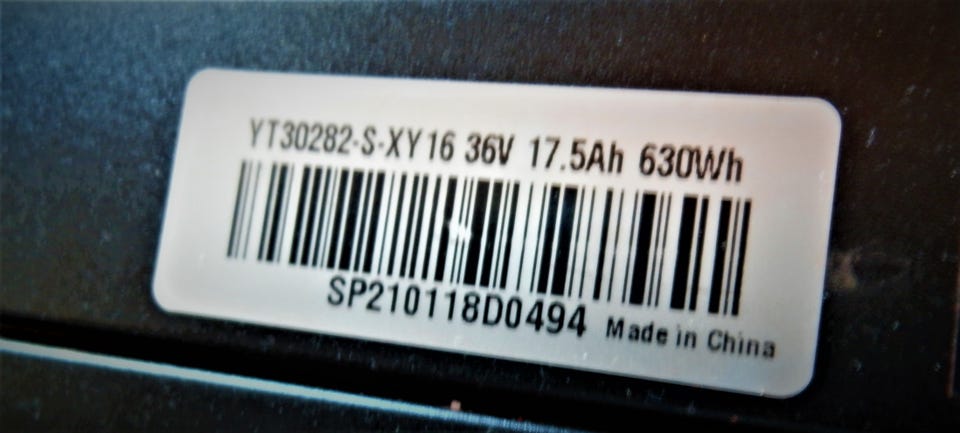 YT30282-S-XY16 36V 17.5Ah 630Wh
SP210118D0494 Made in China